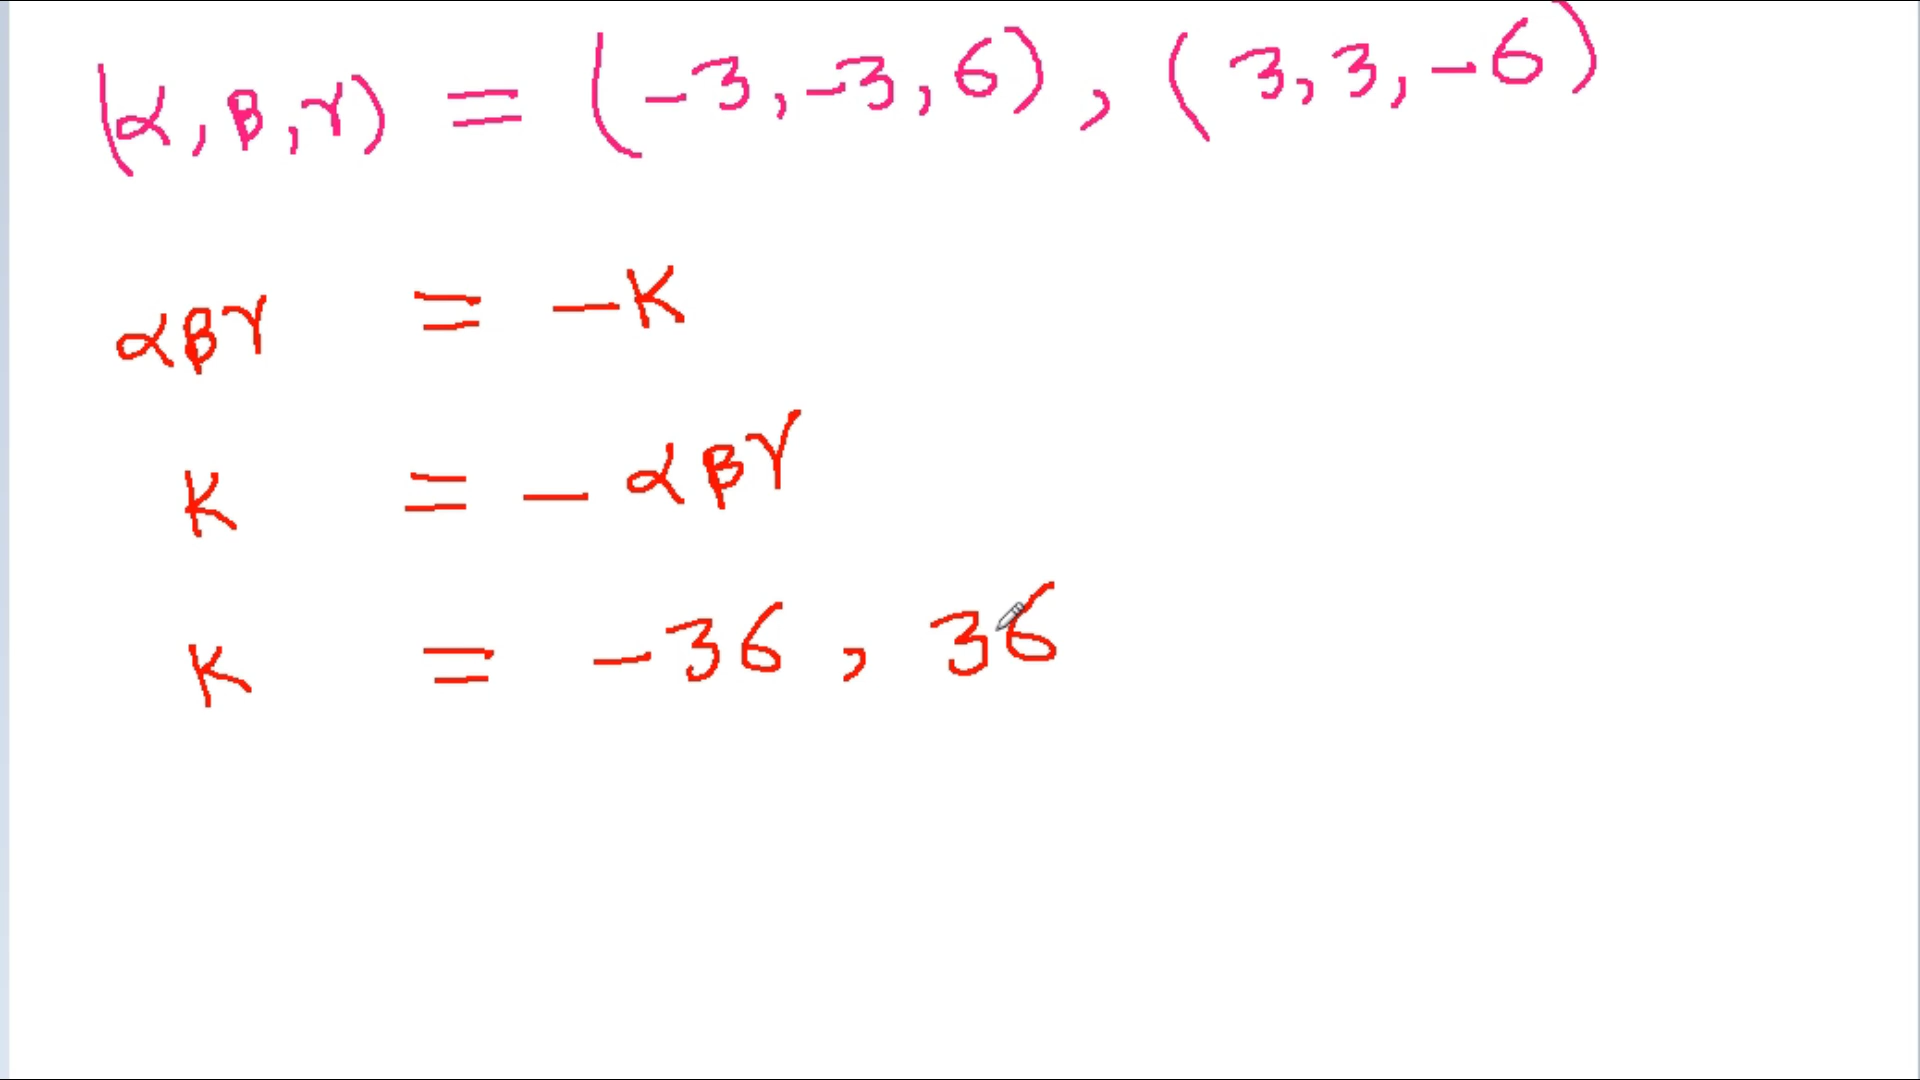 (α, β, γ) = (-3, -3, 6), (3, 3, -6)
αβγ = -K
K = - αβγ
K = -36, 36